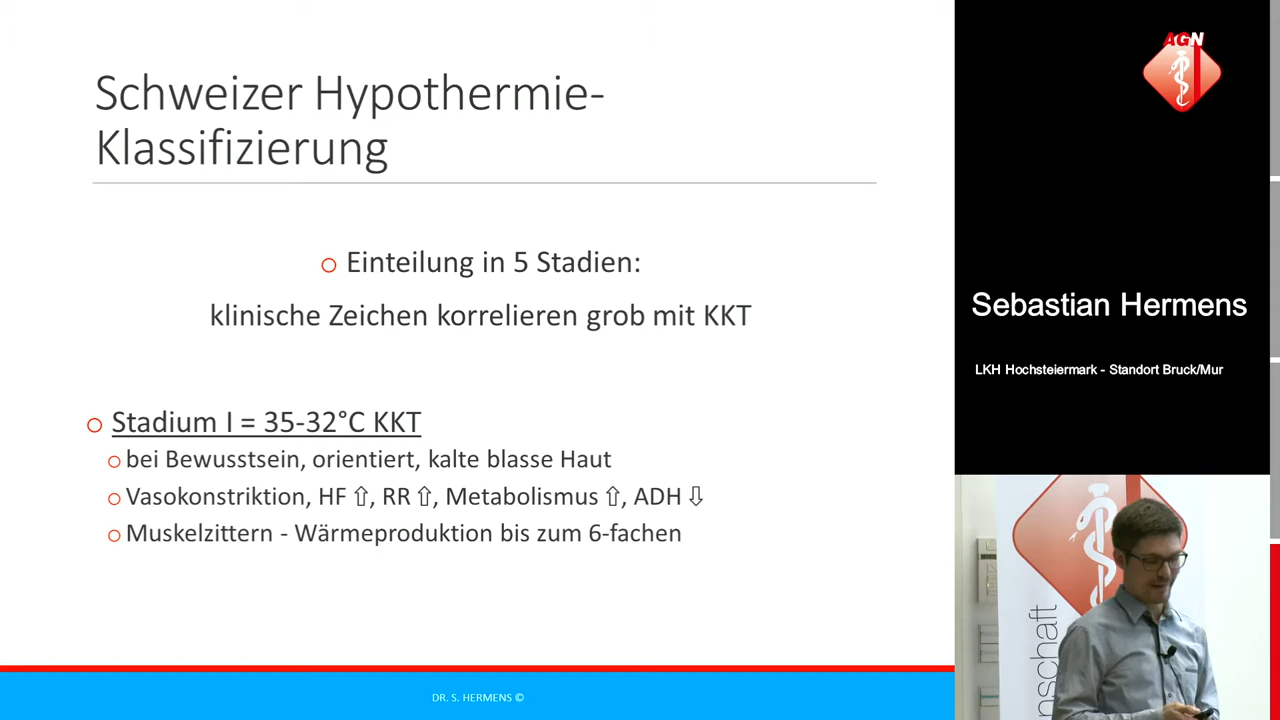 Schweizer Hypothermie-
Klassifizierung
Einteilung in 5 Stadien:
klinische Zeichen korrelieren grob mit KKT
Stadium I = 35-32°C KKT
bei Bewusstsein, orientiert, kalte blasse Haut
Vasokonstriktion, HF ⇧, RR ⇧, Metabolismus ⇧, ADH ⇩
Muskelzittern - Wärmeproduktion bis zum 6-fachen
DR. S. HERMENS ©
AGN
Sebastian Hermens
LKH Hochsteiermark - Standort Bruck/Mur
nschaft